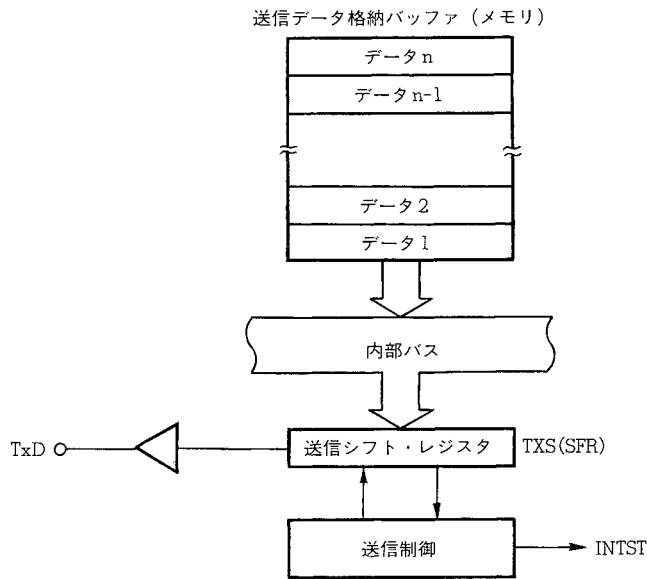 送信データ格納バッファ（メモリ）
データn
データn-1
データ2
データ1
内部バス
TxD
送信シフト・レジスタ
TXS(SFR)
送信制御
INTST